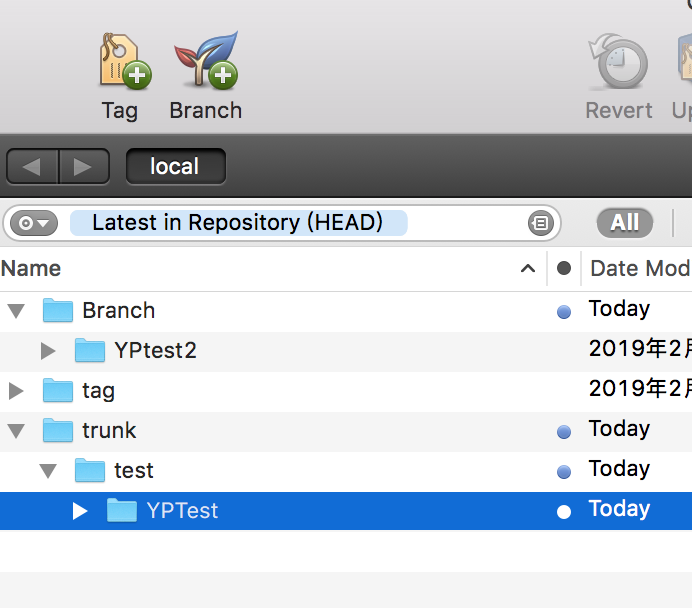 Tag Branch Revert
local
Latest in Repository (HEAD) All
Name Date Mod
Branch Today
YPtest2 2019年2月
tag 2019年2月
trunk Today
test Today
YPTest Today